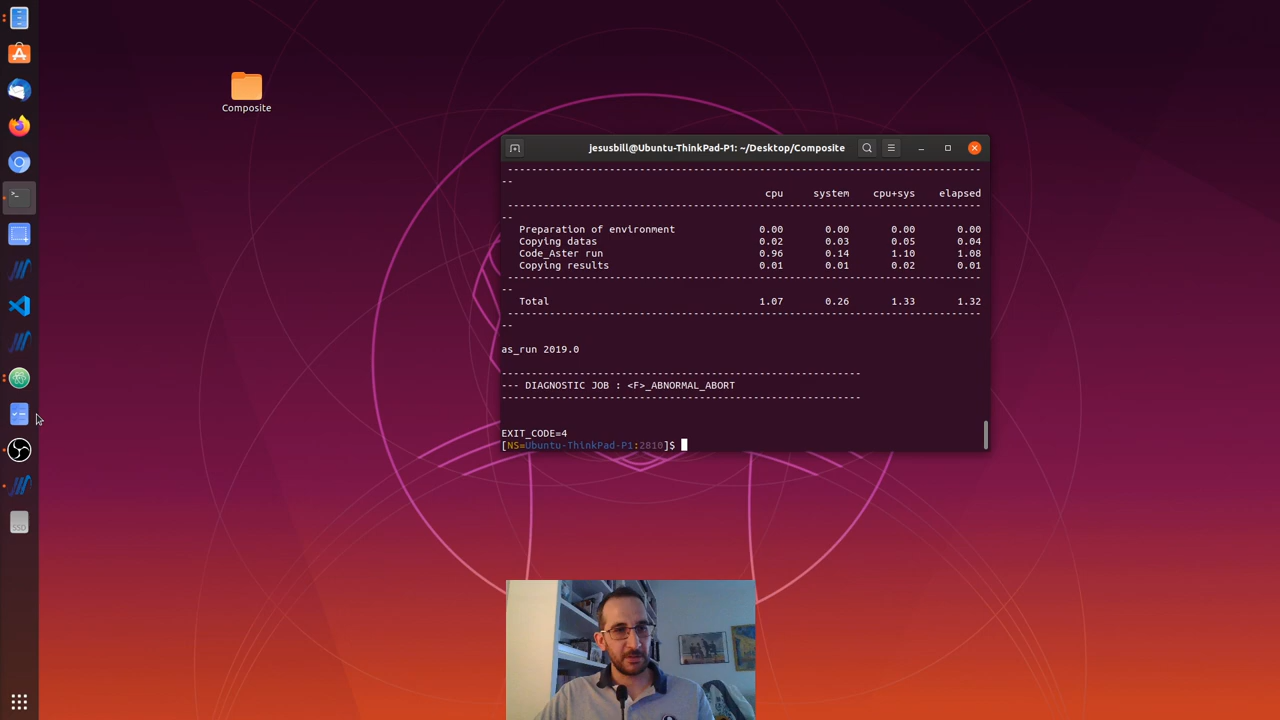 Composite
jesusbill@Ubuntu-ThinkPad-P1: ~/Desktop/Composite
--------------------------------------------------------------------------------
--
cpu system cpu+sys elapsed
--------------------------------------------------------------------------------
--
Preparation of environment 0.00 0.00 0.00 0.00
Copying datas 0.02 0.03 0.05 0.04
Code_Aster run 0.96 0.14 1.10 1.08
Copying results 0.01 0.01 0.02 0.01
--------------------------------------------------------------------------------
--
Total 1.07 0.26 1.33 1.32
--------------------------------------------------------------------------------
--
as_run 2019.0
------------------------------------------------------------
--- DIAGNOSTIC JOB : <F>_ABNORMAL_ABORT
------------------------------------------------------------
EXIT_CODE=4
[NS=Ubuntu-ThinkPad-P1:2810]$
SSD